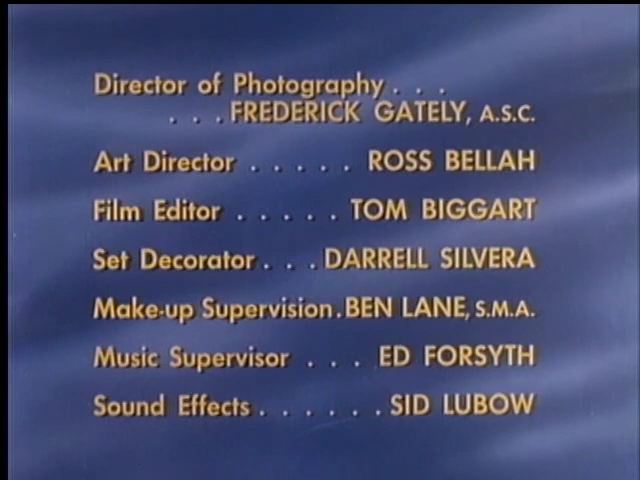 Director of Photography . . .
. . . FREDERICK GATELY, A.S.C.
Art Director . . . . . ROSS BELLAH
Film Editor . . . . . TOM BIGGART
Set Decorator . . . DARRELL SILVERA
Make-up Supervision . BEN LANE, S.M.A.
Music Supervisor . . . ED FORSYTH
Sound Effects . . . . . . SID LUBOW